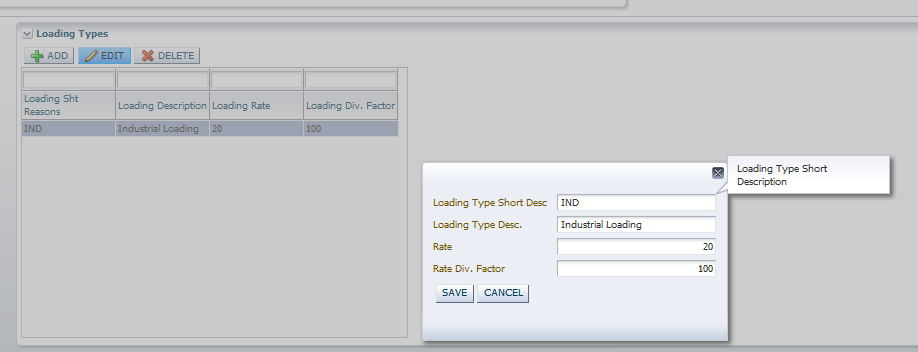 Loading Types
ADD EDIT DELETE
Loading Sht
Reasons
Loading Description Loading Rate Loading Div. Factor
IND Industrial Loading 20 100
Loading Type Short
Description
Loading Type Short Desc IND
Loading Type Desc. Industrial Loading
Rate 20
Rate Div. Factor 100
SAVE CANCEL